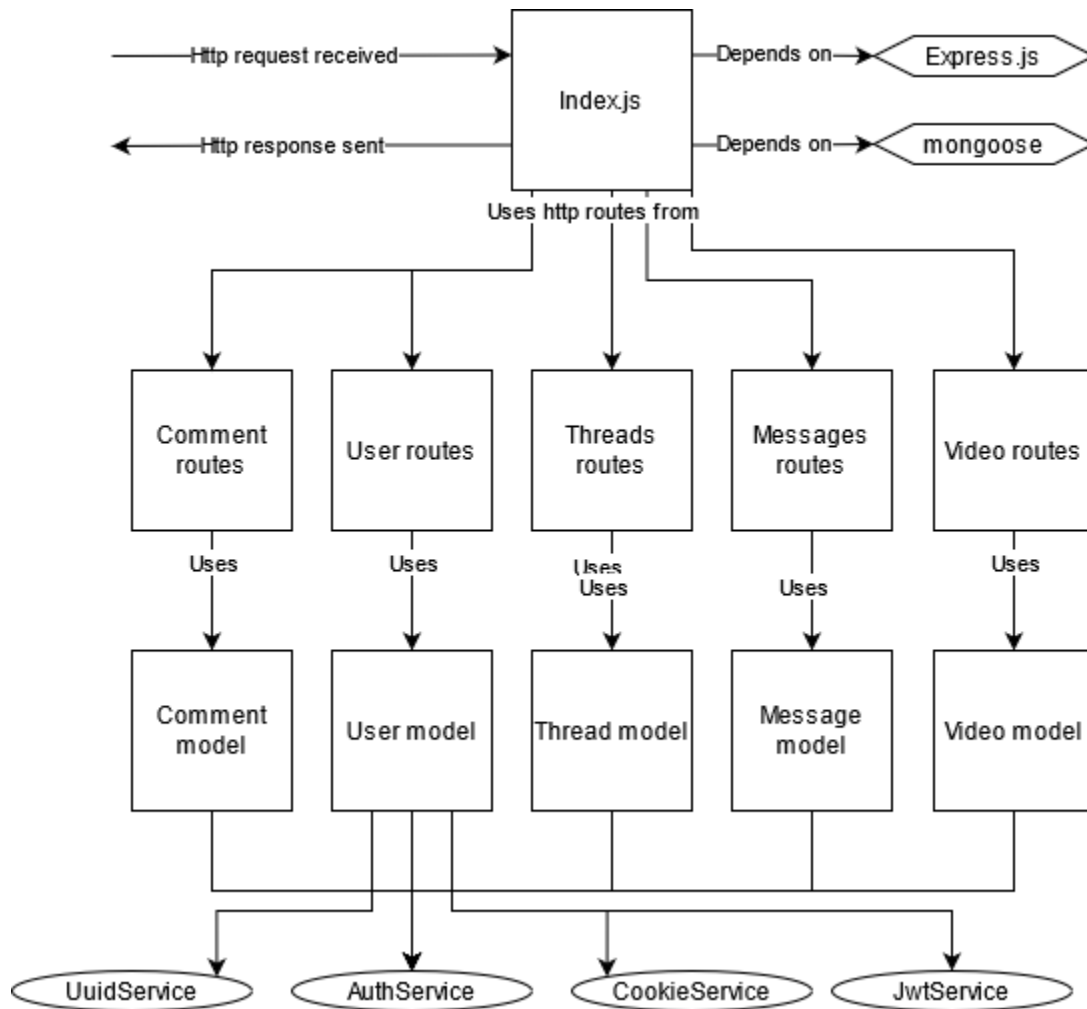 Http request received
Depends on
Express.js
Index.js
Http response sent
Depends on
mongoose
Uses http routes from
Comment
routes
User routes
Threads
routes
Messages
routes
Video routes
Uses
Uses
Uses
Uses
Uses
Uses
Comment
model
User model
Thread model
Message
model
Video model
UuidService
AuthService
CookieService
JwtService